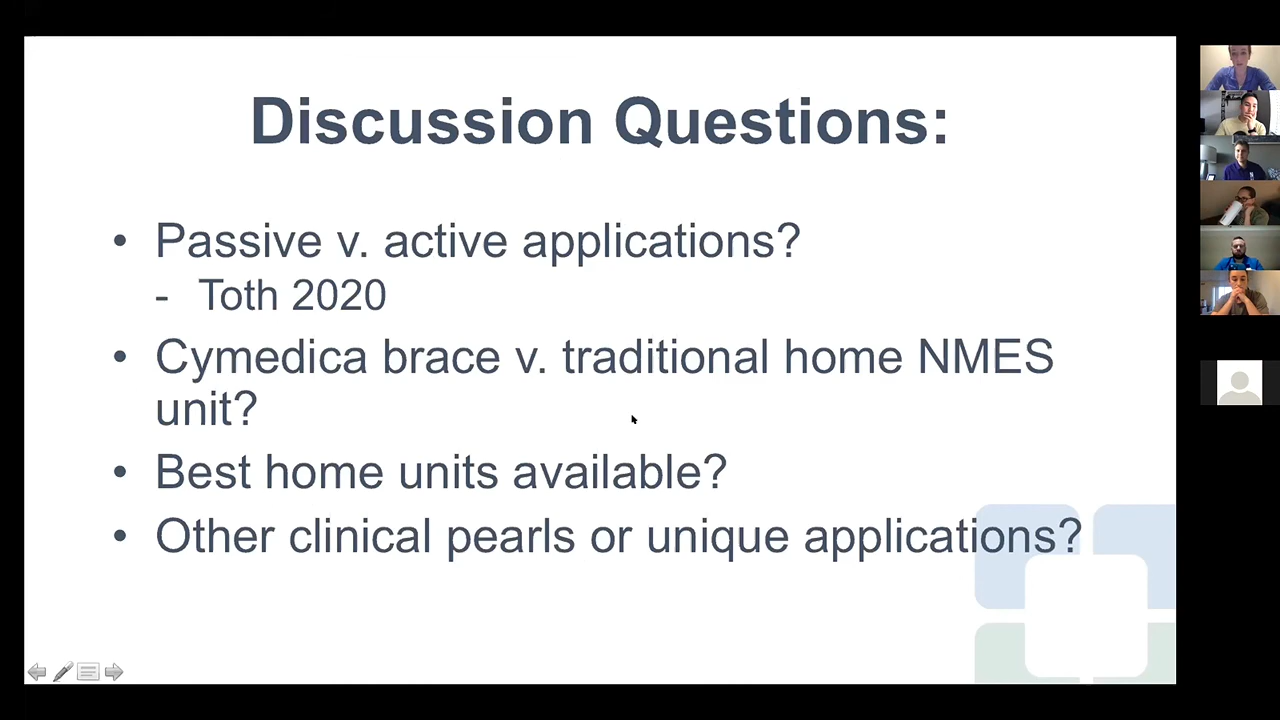 Discussion Questions:
• Passive v. active applications?
- Toth 2020
• Cymedica brace v. traditional home NMES
unit?
• Best home units available?
• Other clinical pearls or unique applications?